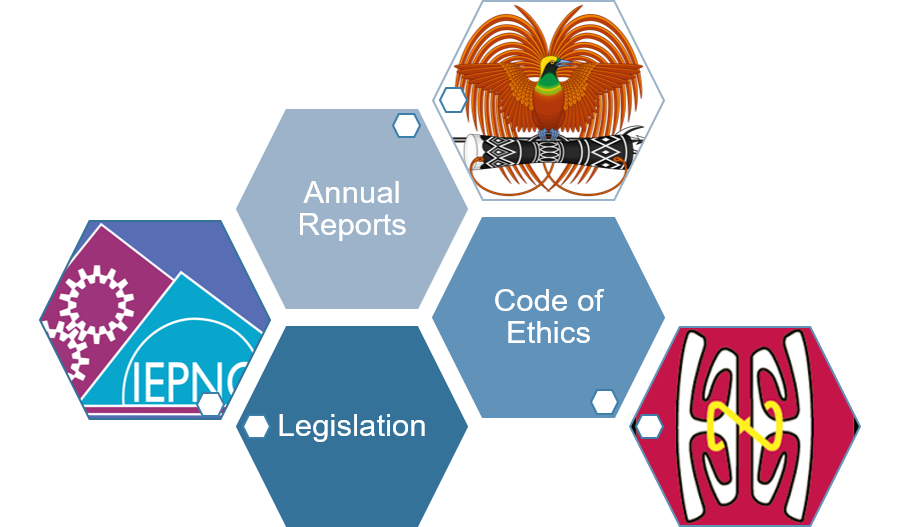 Annual
Reports
Code of
Ethics
IEPNG
Legislation